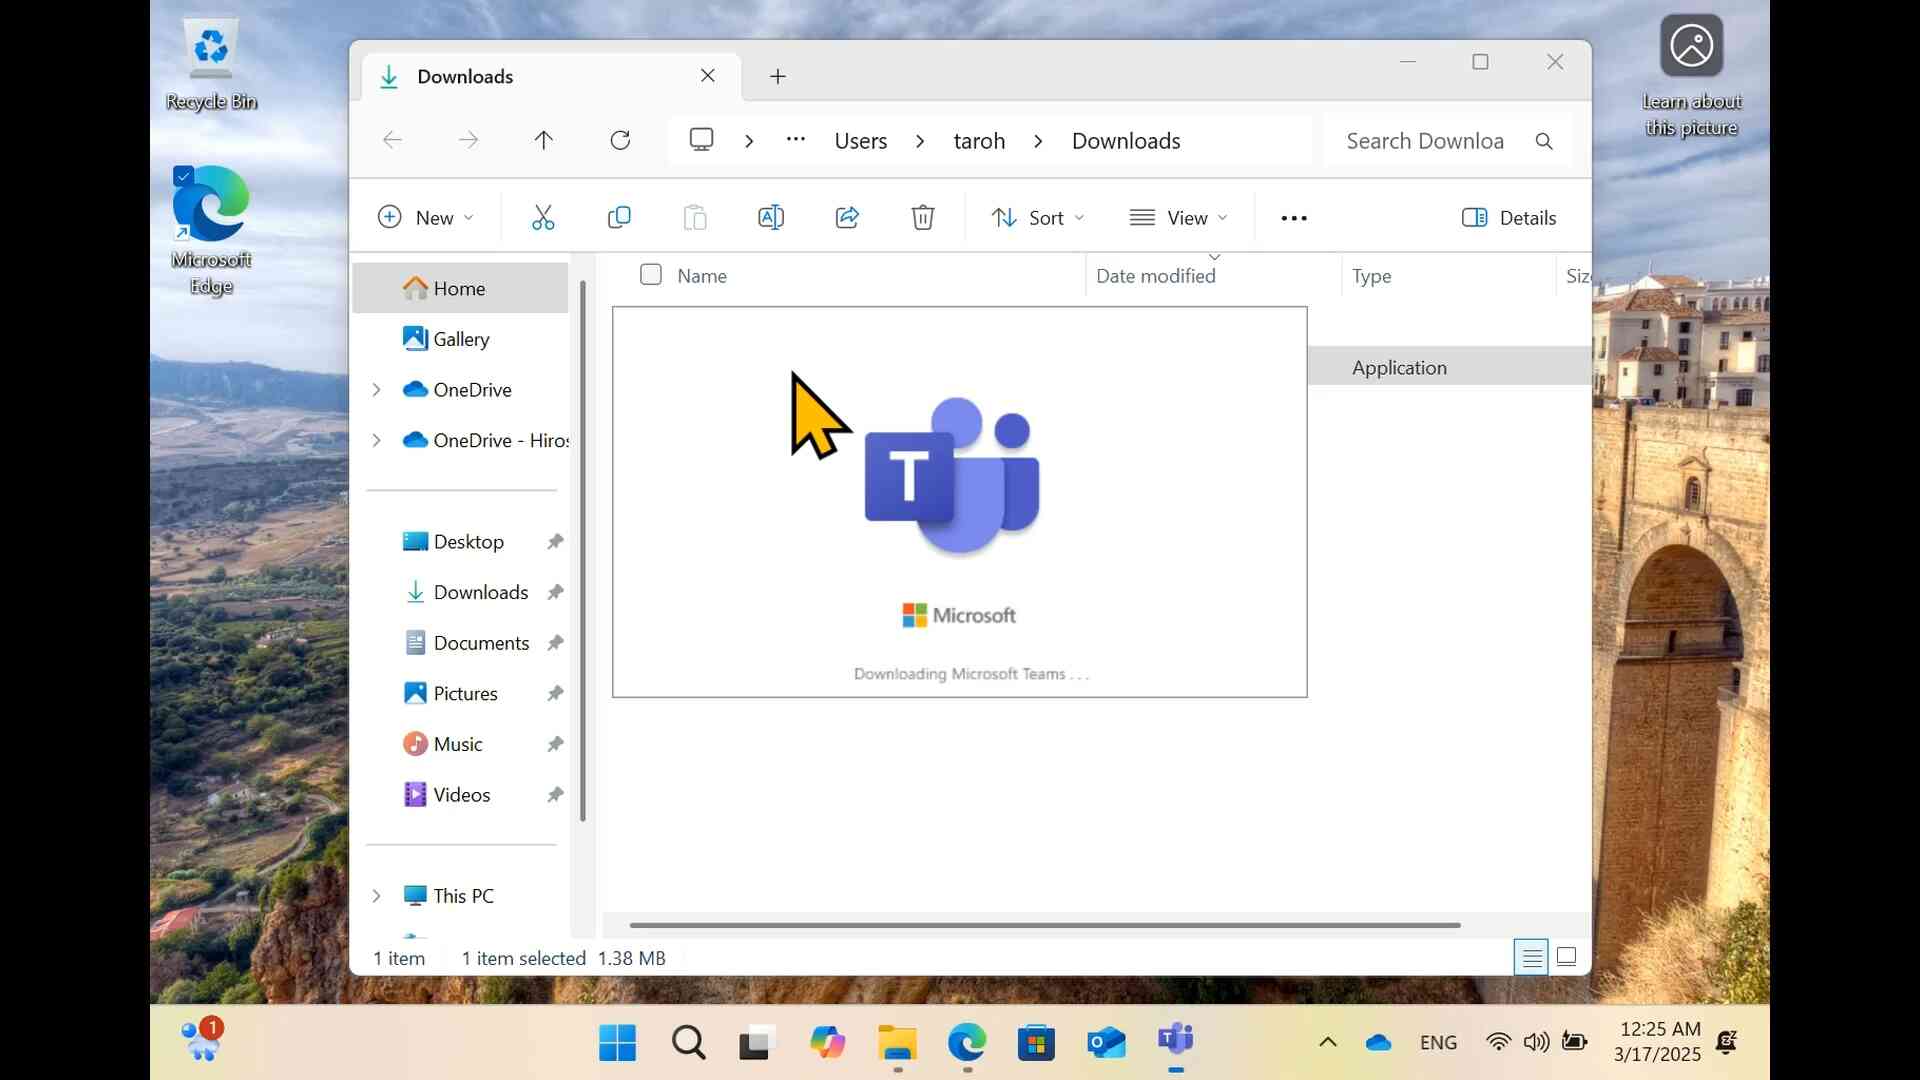 Recycle Bin
Microsoft
Edge
Learn about
this picture
Downloads
Users
taroh
Downloads
Search Downloa
New
Sort
View
Details
Home
Gallery
OneDrive
OneDrive - Hiros
Desktop
Downloads
Documents
Pictures
Music
Videos
This PC
Name
Date modified
Type
Siz
Application
T
Microsoft
Downloading Microsoft Teams . . .
1 item
1 item selected 1.38 MB
1
ENG
12:25 AM
3/17/2025